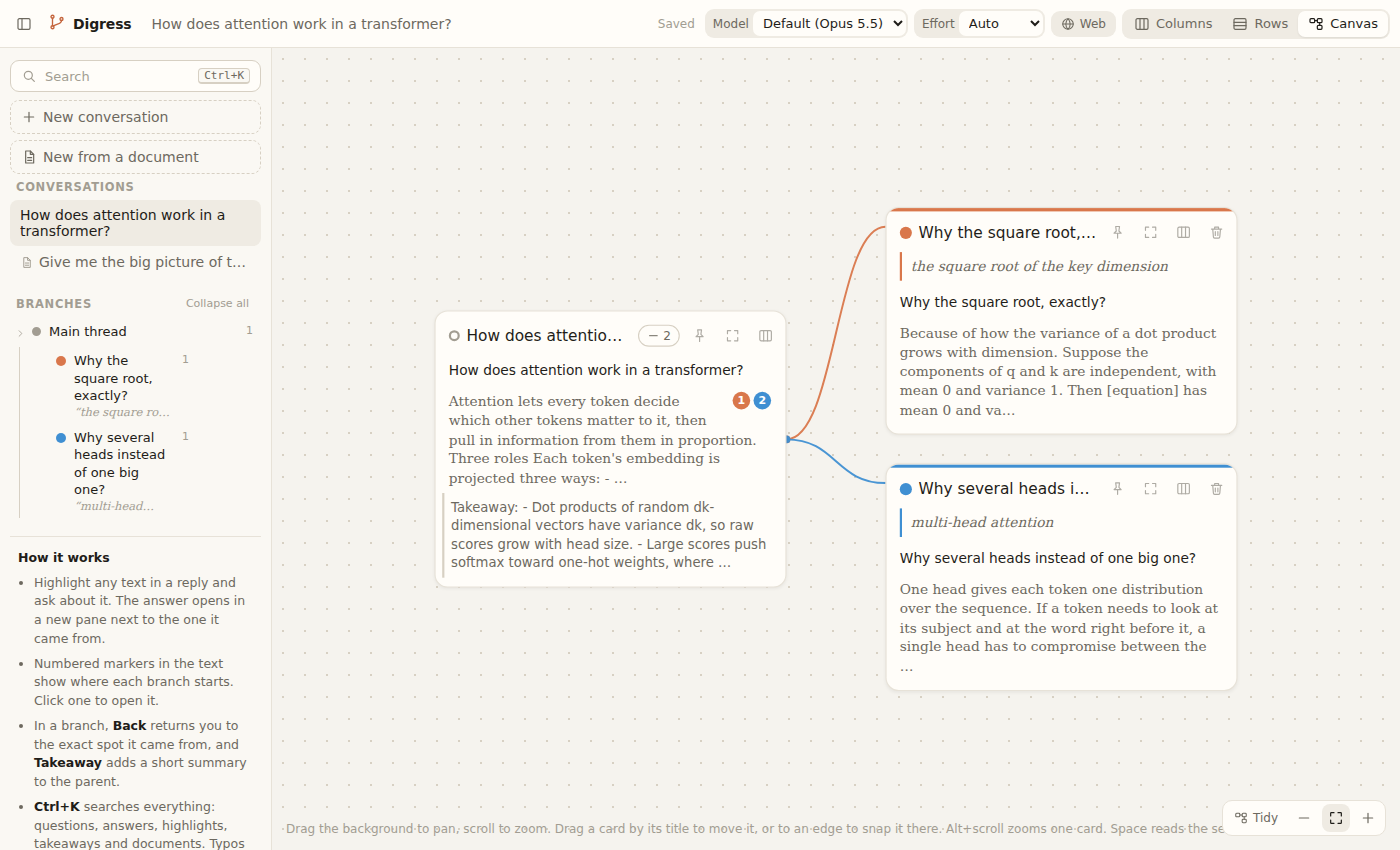 Digress
How does attention work in a transformer?
Saved
Model Default (Opus 5.5)
Effort Auto
Web
Columns
Rows
Canvas
Search Ctrl+K
New conversation
New from a document
CONVERSATIONS
How does attention work in a
transformer?
Give me the big picture of t…
BRANCHES Collapse all
Main thread 1
Why the 1
square root,
exactly?
“the square ro…
Why several 1
heads instead
of one big
one?
“multi-head…
How it works
• Highlight any text in a reply and
ask about it. The answer opens in
a new pane next to the one it
came from.
• Numbered markers in the text
show where each branch starts.
Click one to open it.
• In a branch, Back returns you to
the exact spot it came from, and
Takeaway adds a short summary
to the parent.
• Ctrl+K searches everything:
questions, answers, highlights,
takeaways and documents. Typos
How does attentio… − 2
How does attention work in a transformer?
Attention lets every token decide 1 2
which other tokens matter to it, then
pull in information from them in proportion.
Three roles Each token's embedding is
projected three ways: - …
Takeaway: - Dot products of random dk-
dimensional vectors have variance dk, so raw
scores grow with head size. - Large scores push
softmax toward one-hot weights, where …
Why the square root,…
the square root of the key dimension
Why the square root, exactly?
Because of how the variance of a dot product
grows with dimension. Suppose the
components of q and k are independent, with
mean 0 and variance 1. Then [equation] has
mean 0 and va…
Why several heads i…
multi-head attention
Why several heads instead of one big one?
One head gives each token one distribution
over the sequence. If a token needs to look at
its subject and at the word right before it, a
single head has to compromise between the
…
Drag the background to pan, scroll to zoom. Drag a card by its title to move it, or to an edge to snap it there. Alt+scroll zooms one card. Space reads the se
Tidy